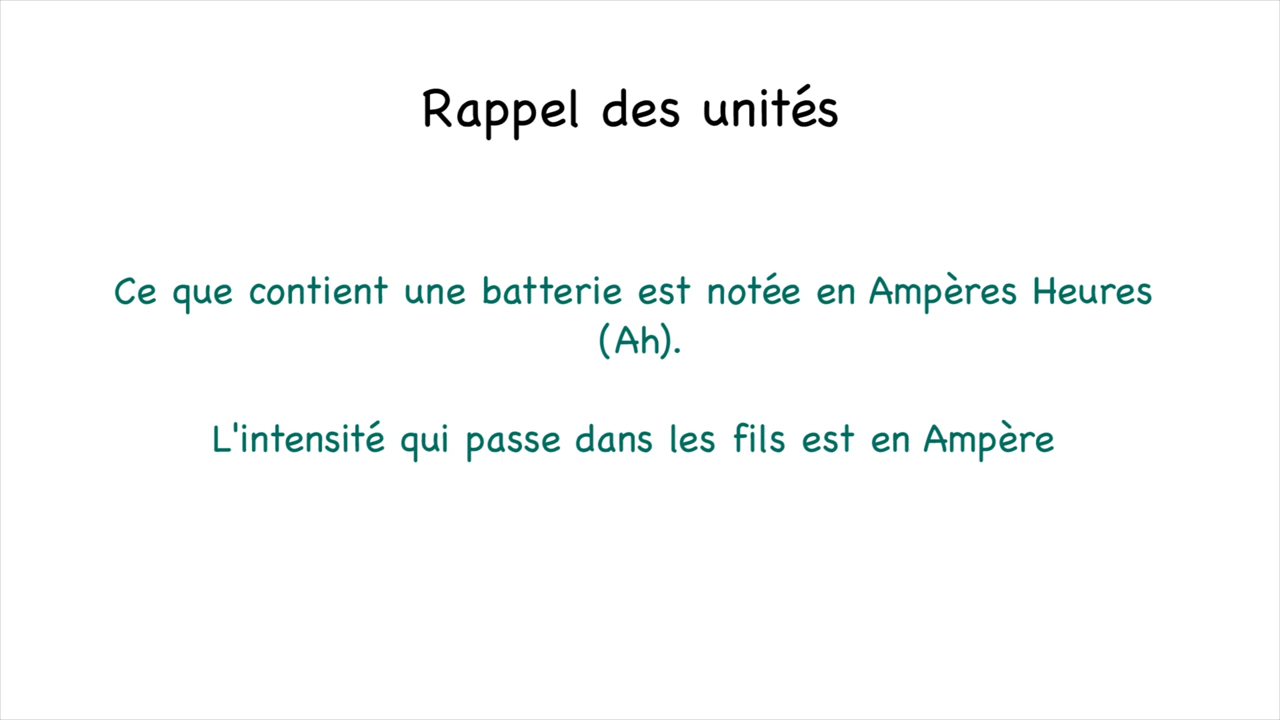 Rappel des unités
Ce que contient une batterie est notée en Ampères Heures
(Ah).
L'intensité qui passe dans les fils est en Ampère